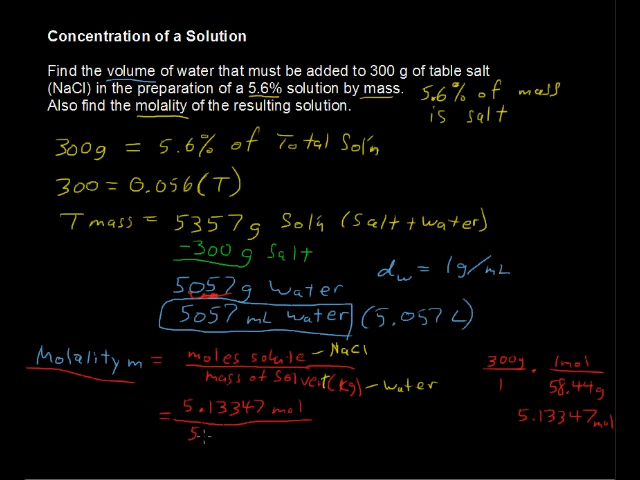 Concentration of a Solution
Find the volume of water that must be added to 300 g of table salt
(NaCl) in the preparation of a 5.6% solution by mass.
Also find the molality of the resulting solution.
5.6% of mass
is salt
300g = 5.6% of Total Sol'n
300 = 0.056(T)
T mass = 5357g Sol'n (Salt+water)
-300g Salt
5057g Water
dw = 1g/mL
5057 mL water (5.057L)
Molality m = moles solute - NaCl
mass of Solvent (kg) - water
= 5.13347 mol
5.
300g . 1mol
1 58.44g
5.13347 mol